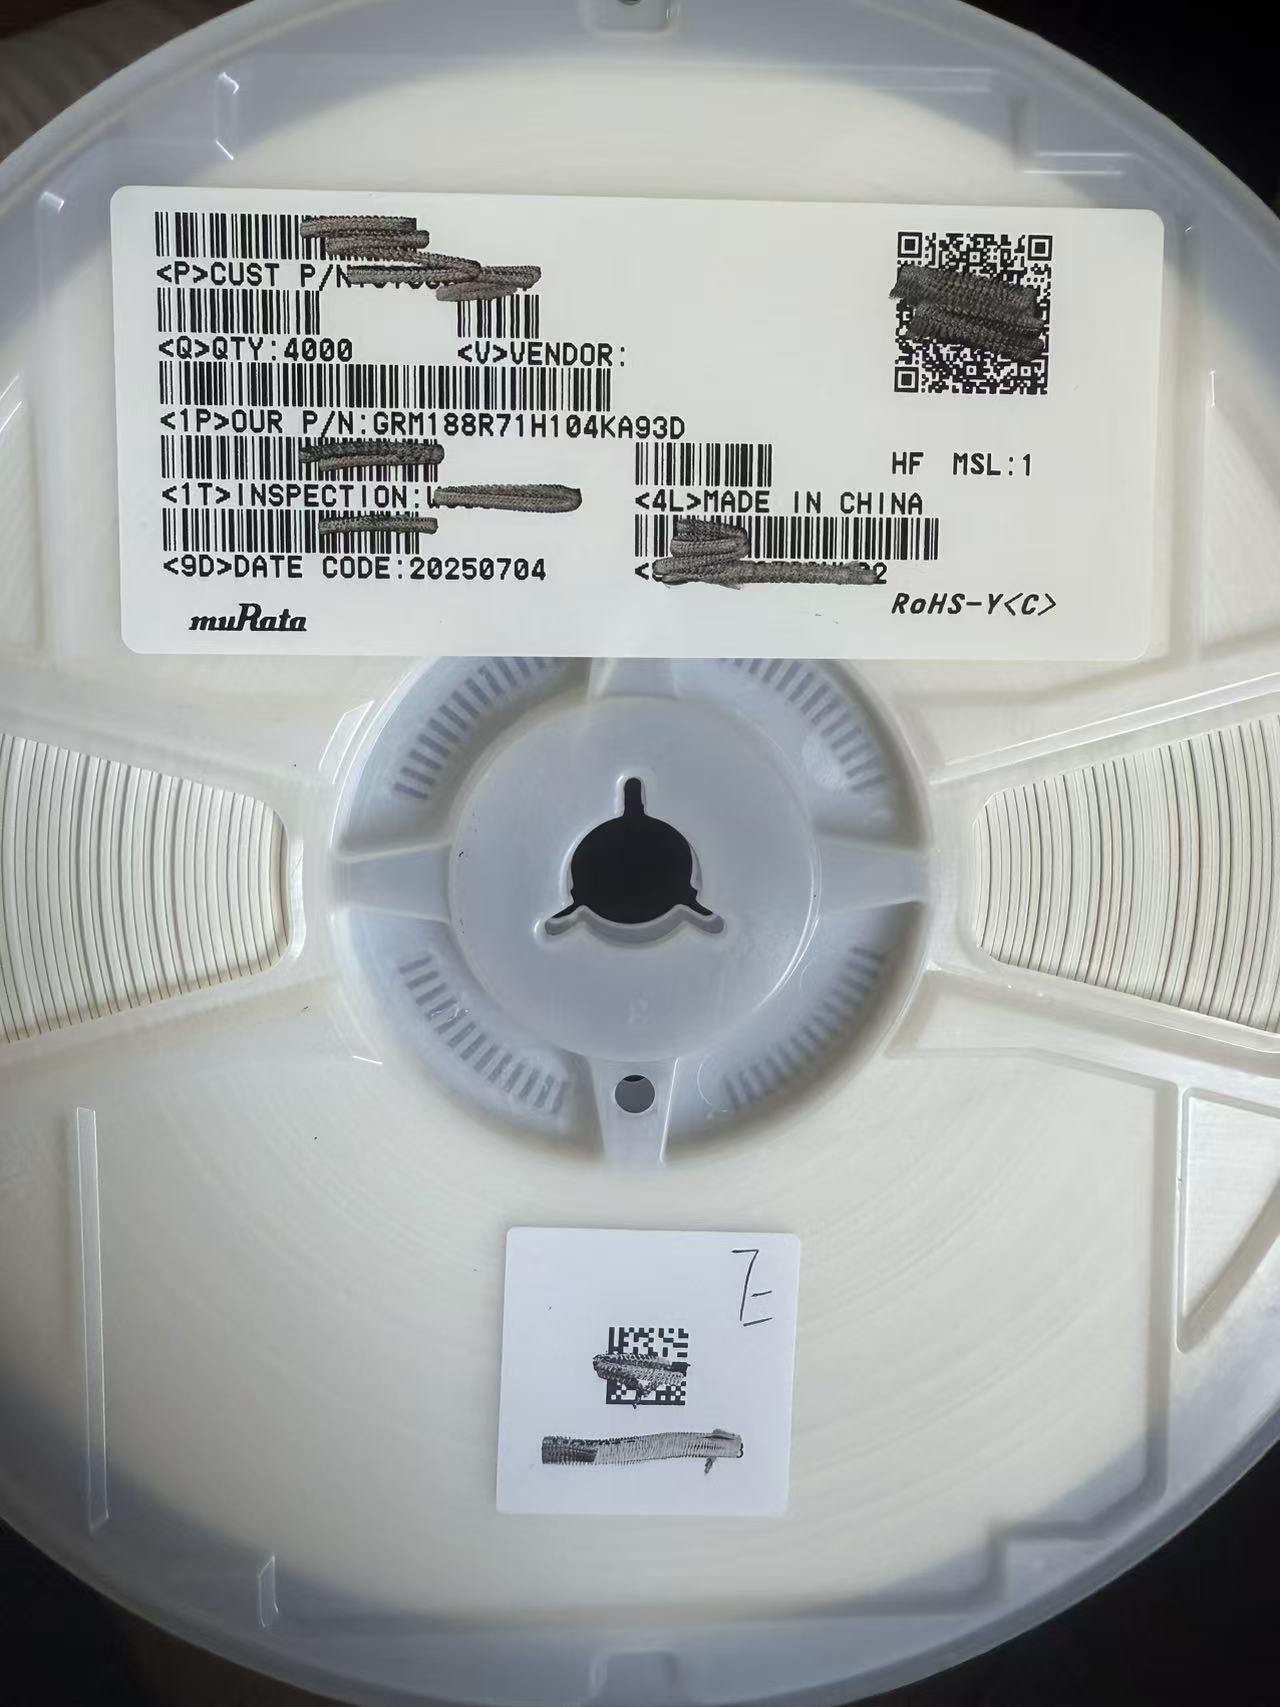 <P>CUST P/N
<Q>QTY:4000 <V>VENDOR:
<1P>OUR P/N:GRM188R71H104KA93D
HF MSL:1
<1T>INSPECTION: <4L>MADE IN CHINA
<9D>DATE CODE:20250704
RoHS-Y<C>
muRata